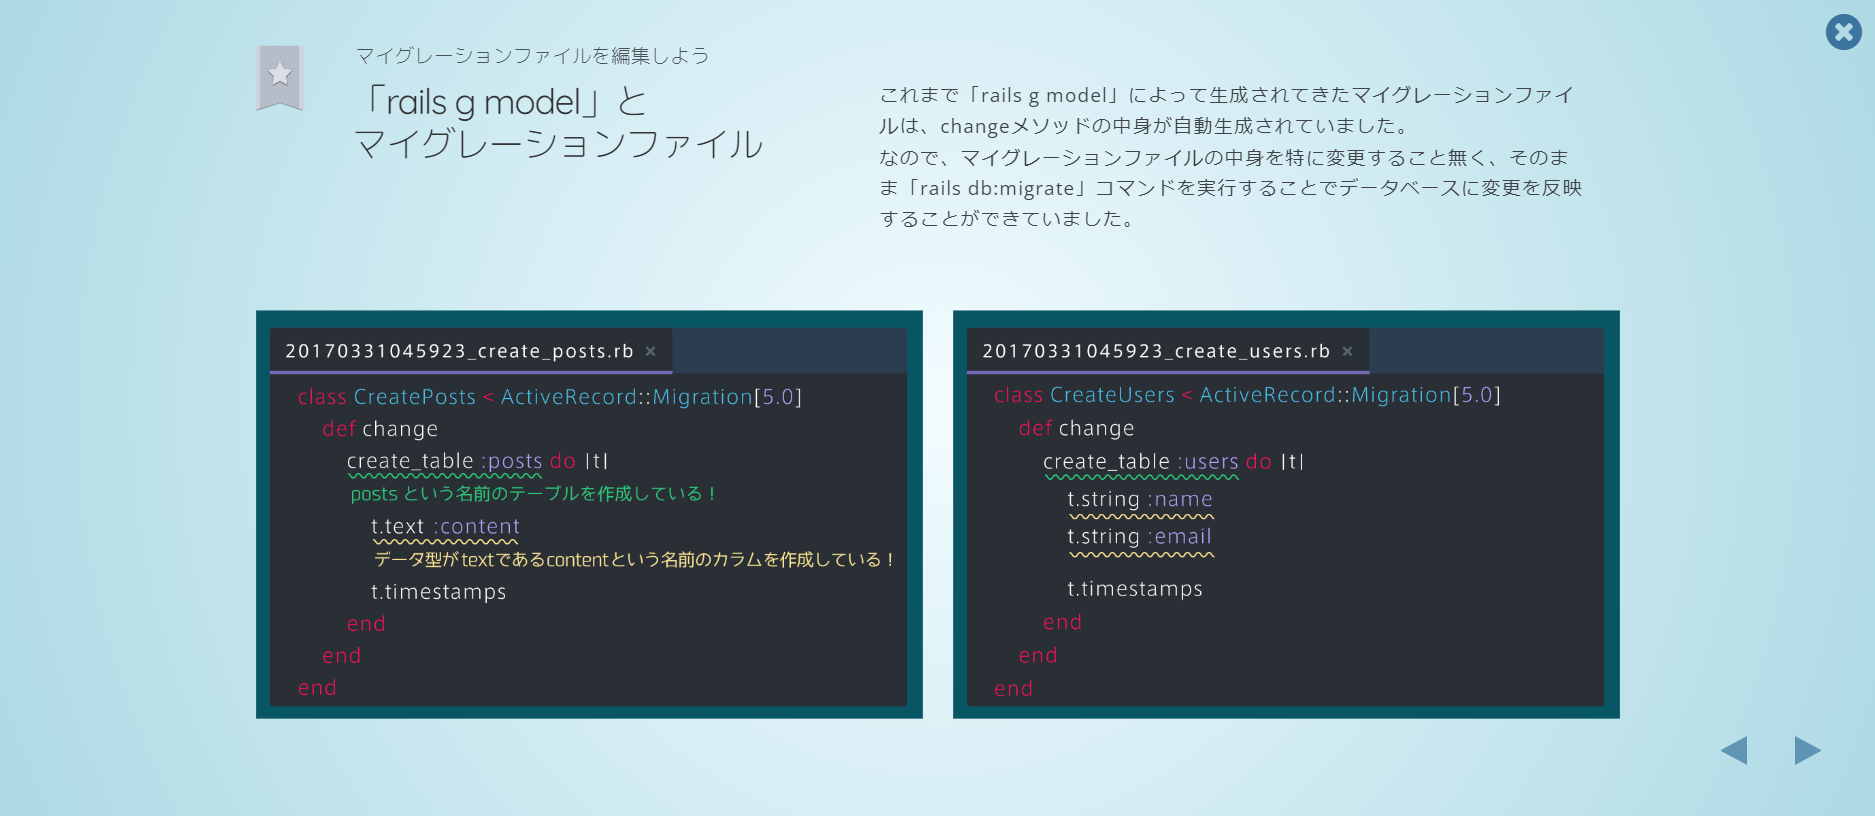 マイグレーションファイルを編集しよう
「rails g model」と
マイグレーションファイル
これまで「rails g model」によって生成されてきたマイグレーションファイ
ルは、changeメソッドの中身が自動生成されていました。
なので、マイグレーションファイルの中身を特に変更すること無く、そのま
ま「rails db:migrate」コマンドを実行することでデータベースに変更を反映
することができていました。
20170331045923_create_posts.rb ×
class CreatePosts < ActiveRecord::Migration[5.0]
def change
create_table :posts do |t|
posts という名前のテーブルを作成している！
t.text :content
データ型がtextであるcontentという名前のカラムを作成している！
t.timestamps
end
end
end
20170331045923_create_users.rb ×
class CreateUsers < ActiveRecord::Migration[5.0]
def change
create_table :users do |t|
t.string :name
t.string :email
t.timestamps
end
end
end